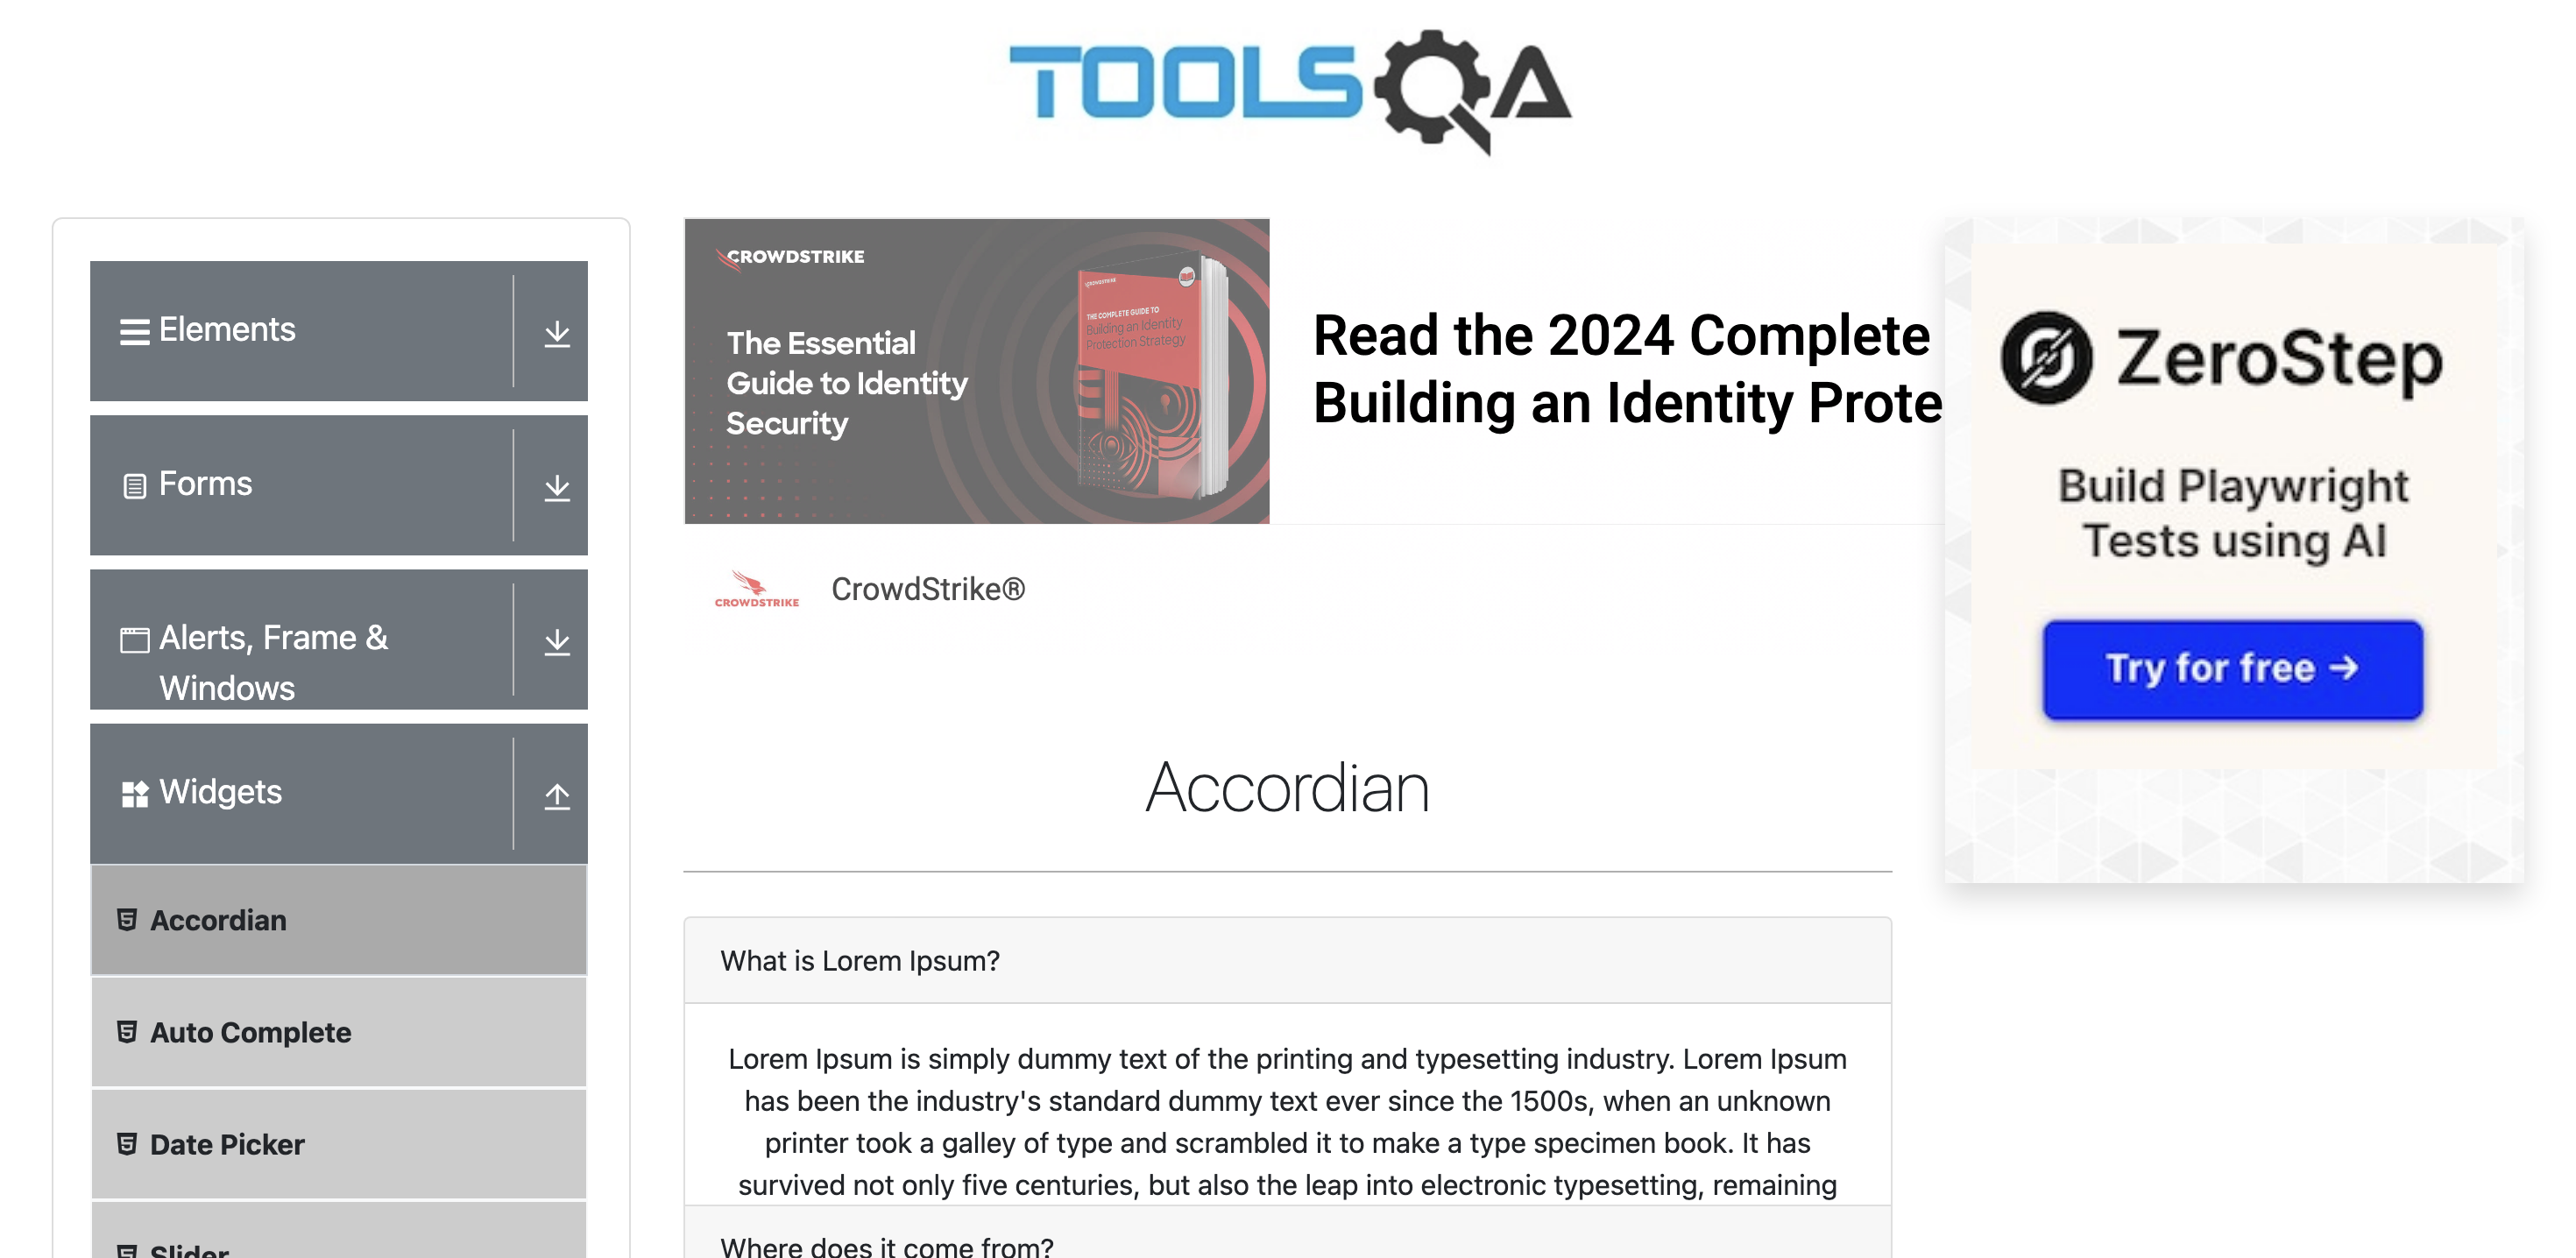 TOOLSQA
Elements
Forms
Alerts, Frame &
Windows
Widgets
Accordian
Auto Complete
Date Picker
Slider
CROWDSTRIKE
The Essential
Guide to Identity
Security
CROWDSTRIKE
THE COMPLETE GUIDE TO
Building an Identity
Protection Strategy
Read the 2024 Complete
Building an Identity Prote
CROWDSTRIKE
CrowdStrike®
ZeroStep
Build Playwright
Tests using AI
Try for free →
Accordian
What is Lorem Ipsum?
Lorem Ipsum is simply dummy text of the printing and typesetting industry. Lorem Ipsum
has been the industry's standard dummy text ever since the 1500s, when an unknown
printer took a galley of type and scrambled it to make a type specimen book. It has
survived not only five centuries, but also the leap into electronic typesetting, remaining
Where does it come from?